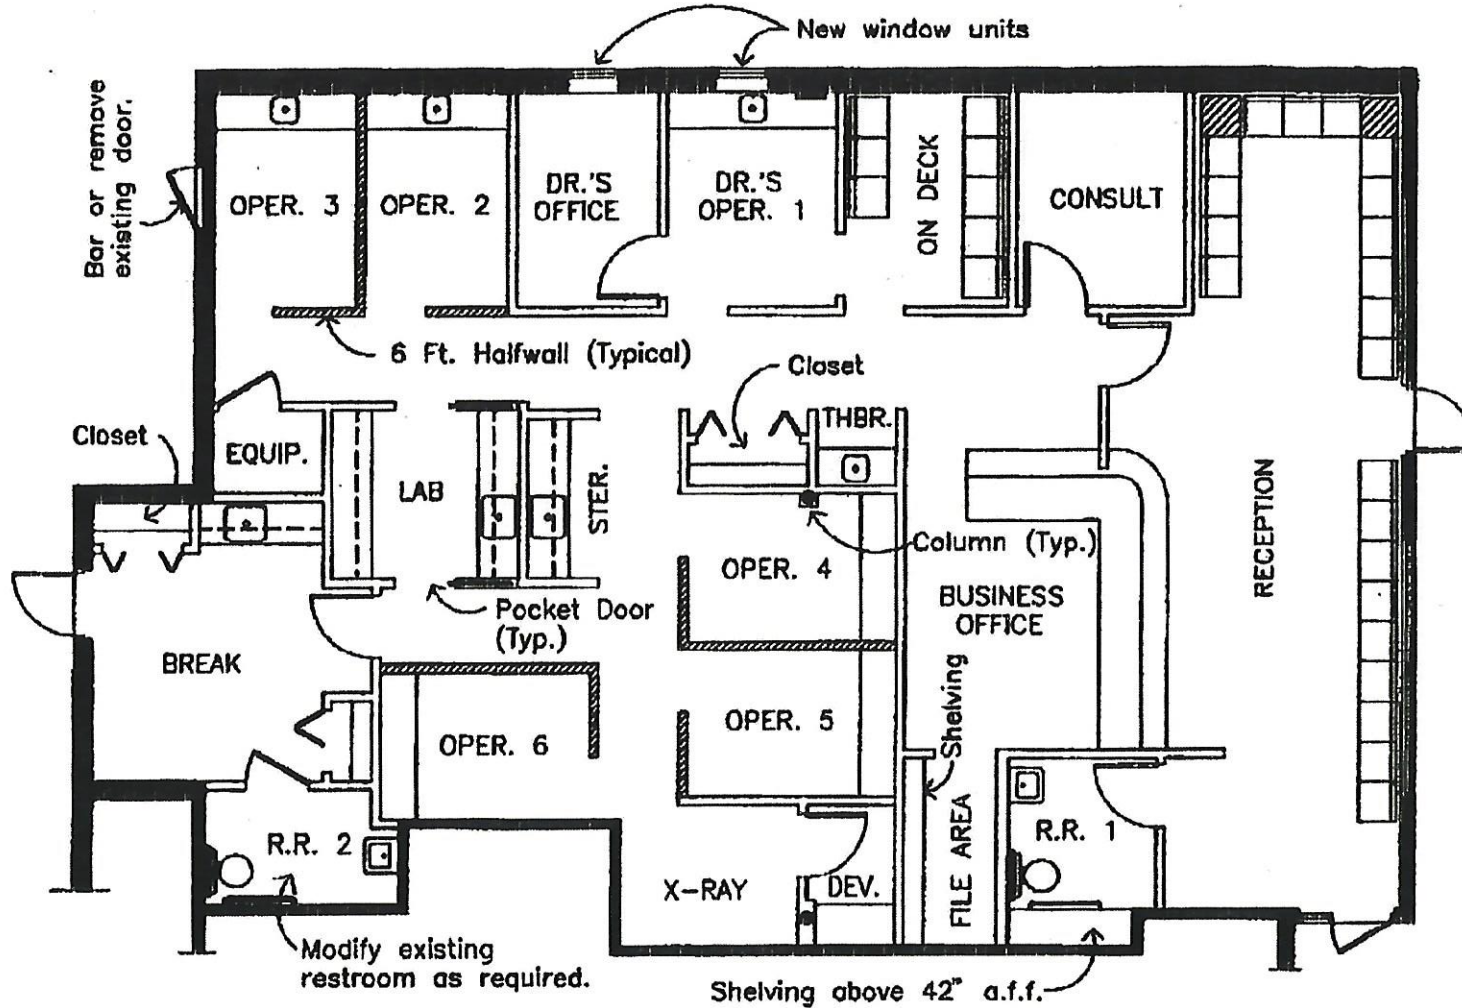 New window units
Bar or remove
existing door.
OPER. 3
OPER. 2
DR.'S
OFFICE
DR.'S
OPER. 1
ON DECK
CONSULT
6 Ft. Halfwall (Typical)
Closet
THBR.
Closet
EQUIP.
LAB
STER.
RECEPTION
Column (Typ.)
OPER. 4
BUSINESS
OFFICE
Pocket Door
(Typ.)
BREAK
Shelving
OPER. 5
OPER. 6
R.R. 2
R.R. 1
X-RAY
DEV.
FILE AREA
Modify existing
restroom as required.
Shelving above 42" a.f.f.